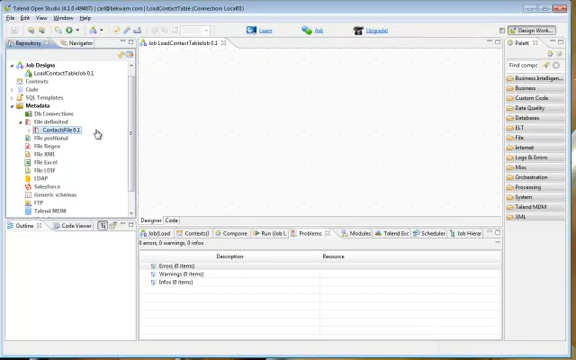 Talend Open Studio (4.1.0.r49407) | carl@etelwarn.com | LoadContactTable (Connection Local01)
Edit View Window Help
Learn Ask Upgrade!
Design Work...
Repository Navigator
Job LoadContactTableJob 0.1
Palett
Find compo
Job Designs
LoadContactTableJob 0.1
Contexts
Code
SQL Templates
Metadata
Db Connections
File delimited
ContactsFile 0.1
File positional
File Regex
File XML
File Excel
File LDIF
LDAP
Salesforce
Generic schemas
FTP
Talend MDM
Business Intelligen...
Business
Custom Code
Data Quality
Databases
ELT
File
Internet
Logs & Errors
Misc
Orchestration
Processing
System
Talend MDM
XML
Designer Code
Outline Code Viewer
Job(Load Contexts( Compone Run (Job L Problems Modules Talend Exc Scheduler Job Hierar
0 errors, 0 warnings, 0 infos
Description Resource
Errors (0 items)
Warnings (0 items)
Infos (0 items)